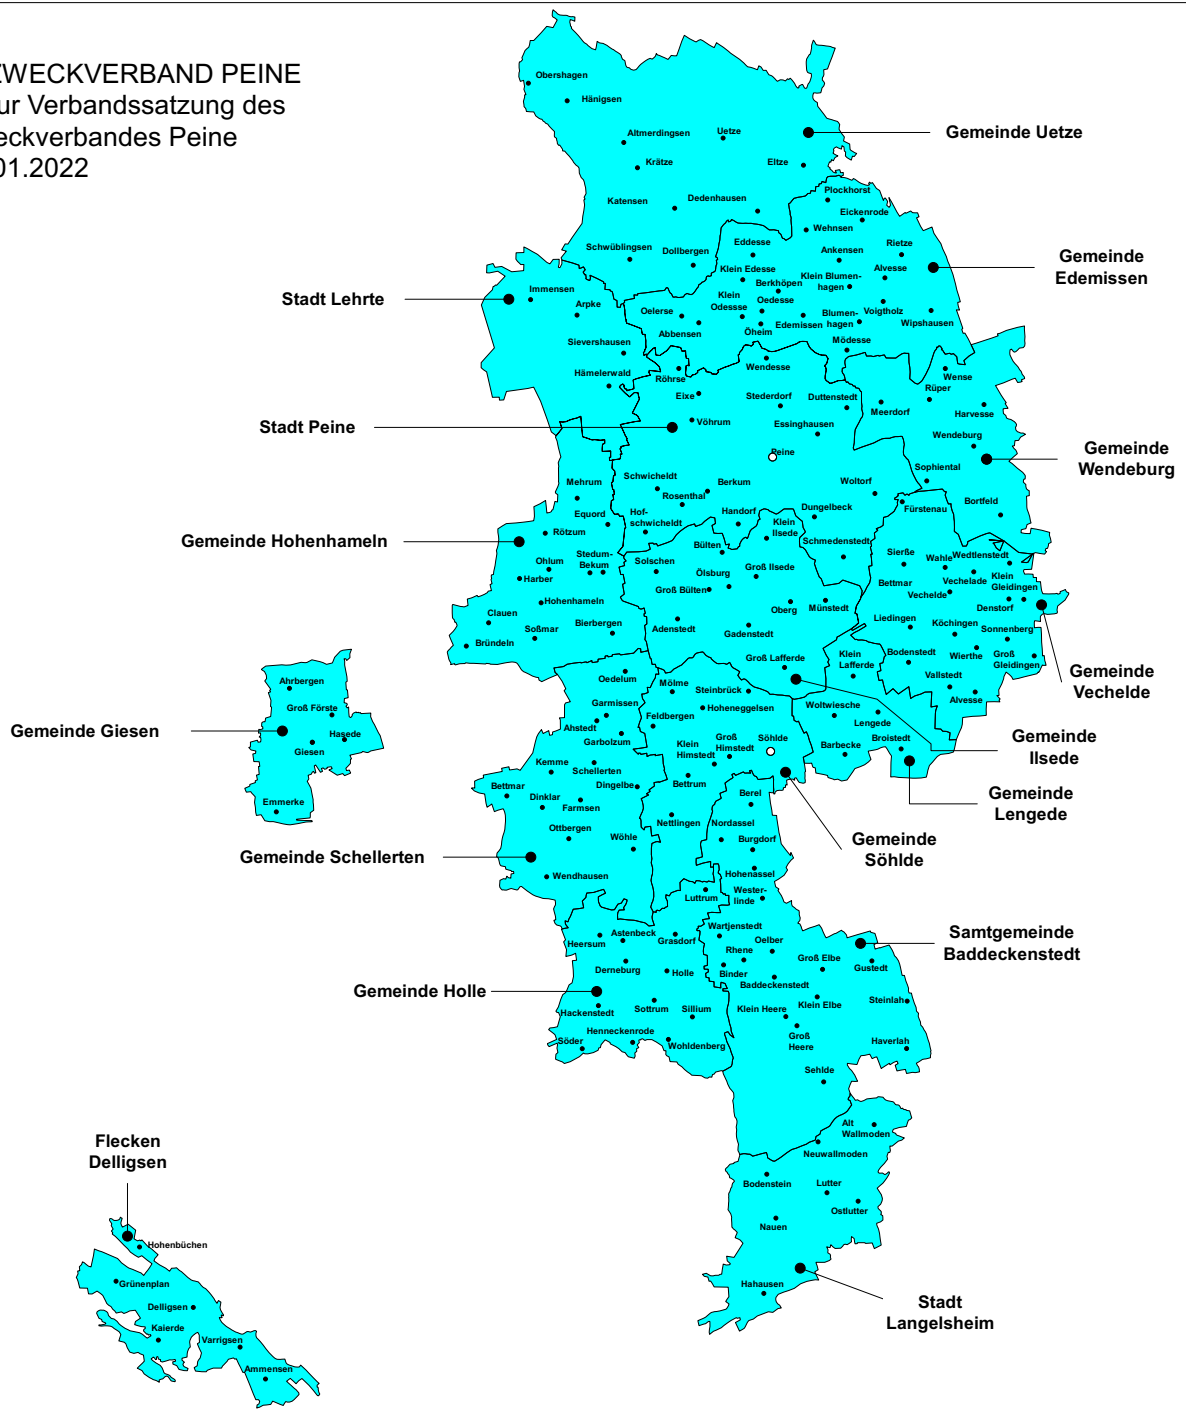 ZWECKVERBAND PEINE
ur Verbandssatzung des
eckverbandes Peine
01.2022
Obershagen
Hänigsen
Altmerdingsen
Uetze
Gemeinde Uetze
Krätze
Eltze
Katensen
Dedenhausen
Plockhorst
Eickenrode
Wehnsen
Schwüblingsen
Dollbergen
Eddesse
Ankensen
Rietze
Gemeinde
Edemissen
Klein Edesse
Berkhöpen
Klein Blumen-
hagen
Alvesse
Stadt Lehrte
Immensen
Arpke
Oelerse
Abbensen
Klein
Odessse
Oedesse
Öheim
Edemissen
Blumen-
hagen
Voigtholz
Wipshausen
Sievershausen
Mödesse
Hämelerwald
Röhrse
Wendesse
Wense
Rüper
Eixe
Stederdorf
Duttenstedt
Meerdorf
Harvesse
Stadt Peine
Vöhrum
Essinghausen
Wendeburg
Gemeinde
Wendeburg
Peine
Sophiental
Mehrum
Schwicheldt
Rosenthal
Berkum
Woltorf
Bortfeld
Equord
Hof-
schwicheldt
Handorf
Klein
Ilsede
Dungelbeck
Fürstenau
Gemeinde Hohenhameln
Rötzum
Schmedenstedt
Ohlum
Stedum-
Bekum
Harber
Solschen
Bülten
Ölsburg
Groß Ilsede
Groß Bülten
Sierße
Wahle
Wedtlenstedt
Bettmar
Vechelade
Klein
Gleidingen
Vechelde
Denstorf
Hohenhameln
Oberg
Münstedt
Clauen
Soßmar
Bierbergen
Adenstedt
Gadenstedt
Liedingen
Köchingen
Sonnenberg
Bründeln
Groß Lafferde
Klein
Lafferde
Bodenstedt
Wierthe
Groß
Gleidingen
Vallstedt
Alvesse
Gemeinde
Vechelde
Ahrbergen
Groß Förste
Gemeinde Giesen
Hasede
Giesen
Emmerke
Oedelum
Mölme
Steinbrück
Garmissen
Hoheneggelsen
Woltwiesche
Lengede
Ahstedt
Garbolzum
Feldbergen
Klein
Himstedt
Groß
Himstedt
Söhlde
Barbecke
Broistedt
Gemeinde
Ilsede
Kemme
Schellerten
Bettmar
Dinklar
Dingelbe
Farmsen
Bettrum
Gemeinde
Lengede
Berel
Ottbergen
Wöhle
Nettlingen
Nordassel
Burgdorf
Gemeinde
Söhlde
Gemeinde Schellerten
Wendhausen
Hohenassel
Luttrum
Wester-
linde
Heersum
Astenbeck
Grasdorf
Wartjenstedt
Oelber
Rhene
Groß Elbe
Samtgemeinde
Baddeckenstedt
Derneburg
Holle
Binder
Gustedt
Baddeckenstedt
Gemeinde Holle
Hackenstedt
Sottrum
Sillium
Klein Heere
Klein Elbe
Steinlah
Söder
Henneckenrode
Wohldenberg
Groß
Heere
Haverlah
Sehlde
Alt
Wallmoden
Neuwallmoden
Flecken
Delligsen
Bodenstein
Lutter
Ostlutter
Nauen
Hohenbüchen
Grünenplan
Hahausen
Delligsen
Stadt
Langelsheim
Kaierde
Varrigsen
Ammensen